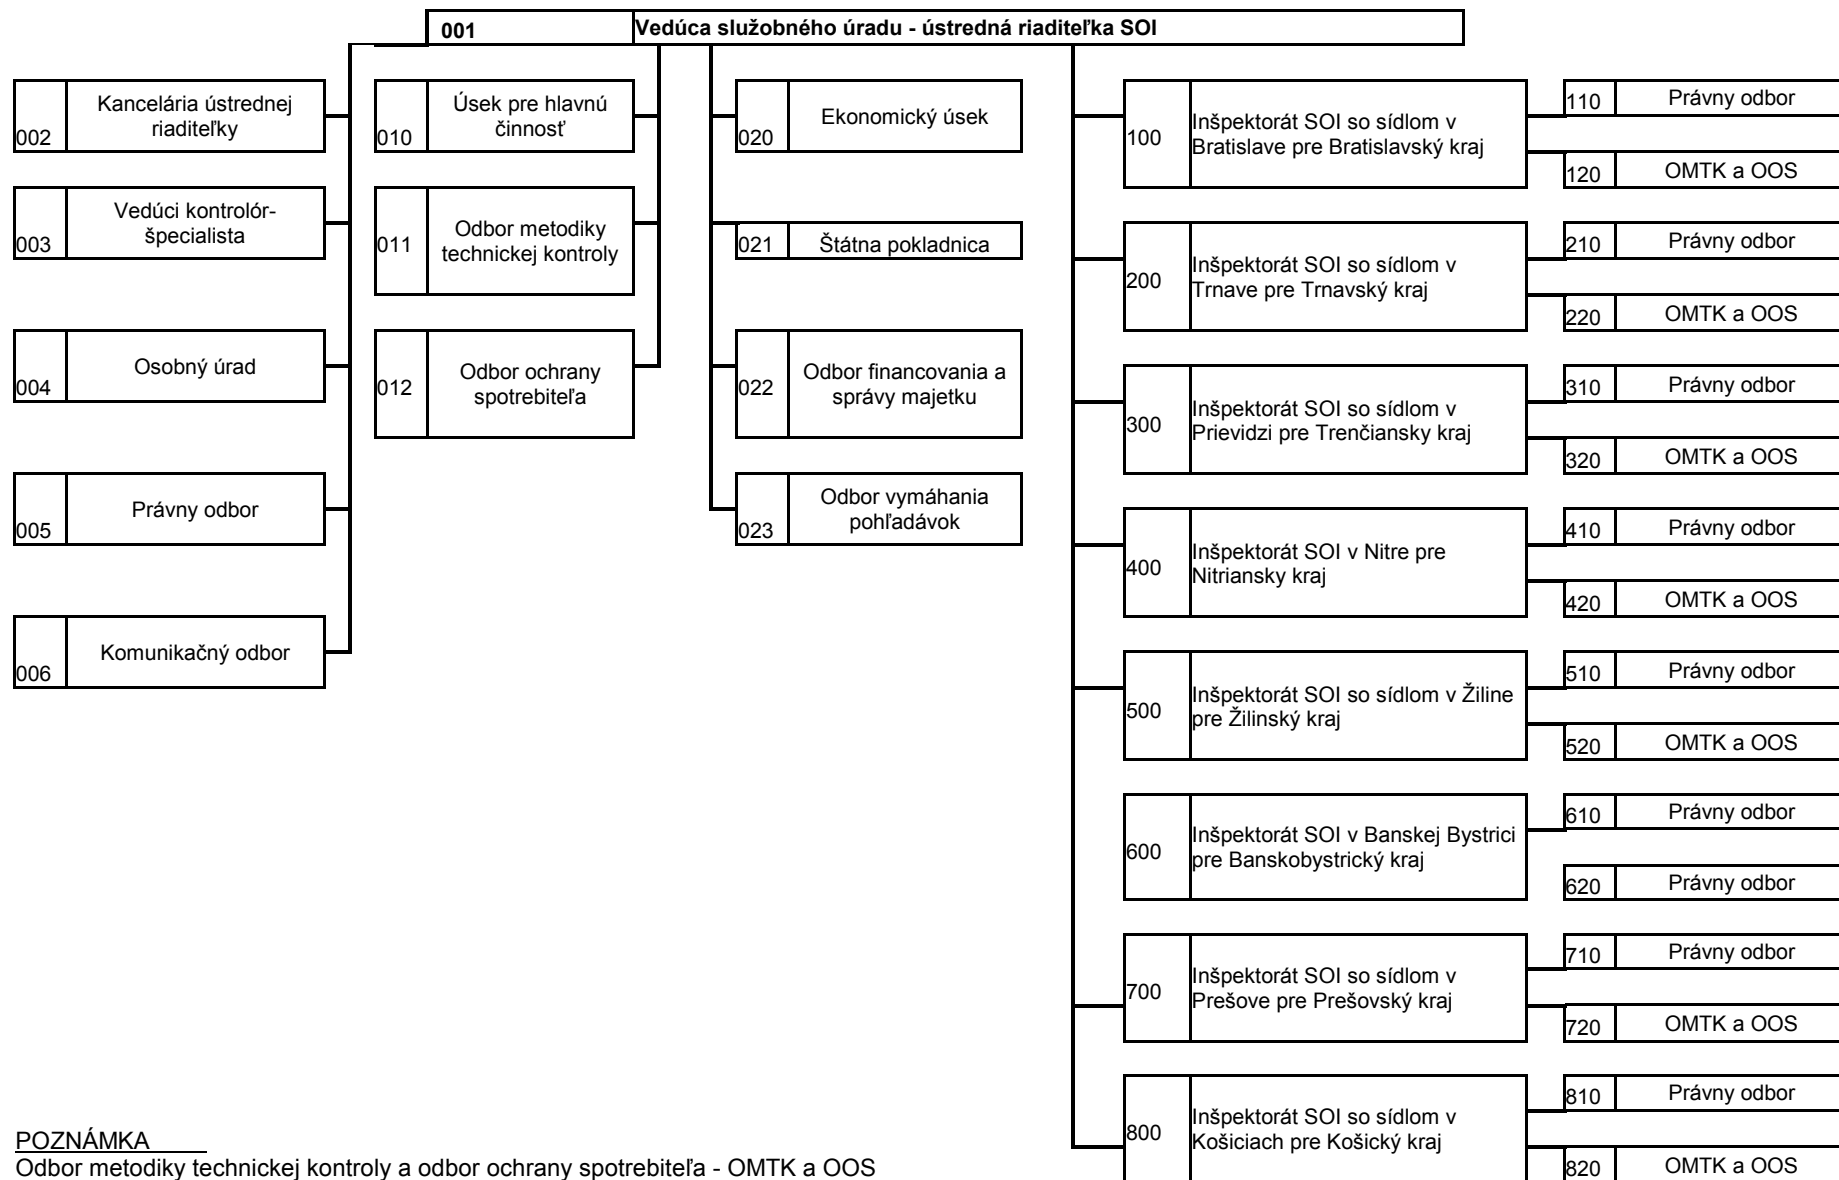 001 Vedúca služobného úradu - ústredná riaditeľka SOI
002 Kancelária ústrednej
riaditeľky
003 Vedúci kontrolór-
špecialista
004 Osobný úrad
005 Právny odbor
006 Komunikačný odbor
010 Úsek pre hlavnú
činnosť
011 Odbor metodiky
technickej kontroly
012 Odbor ochrany
spotrebiteľa
020 Ekonomický úsek
021 Štátna pokladnica
022 Odbor financovania a
správy majetku
023 Odbor vymáhania
pohľadávok
100 Inšpektorát SOI so sídlom v
Bratislave pre Bratislavský kraj
110 Právny odbor
120 OMTK a OOS
200 Inšpektorát SOI so sídlom v
Trnave pre Trnavský kraj
210 Právny odbor
220 OMTK a OOS
300 Inšpektorát SOI so sídlom v
Prievidzi pre Trenčiansky kraj
310 Právny odbor
320 OMTK a OOS
400 Inšpektorát SOI v Nitre pre
Nitriansky kraj
410 Právny odbor
420 OMTK a OOS
500 Inšpektorát SOI so sídlom v Žiline
pre Žilinský kraj
510 Právny odbor
520 OMTK a OOS
600 Inšpektorát SOI v Banskej Bystrici
pre Banskobystrický kraj
610 Právny odbor
620 Právny odbor
700 Inšpektorát SOI so sídlom v
Prešove pre Prešovský kraj
710 Právny odbor
720 OMTK a OOS
800 Inšpektorát SOI so sídlom v
Košiciach pre Košický kraj
810 Právny odbor
820 OMTK a OOS
POZNÁMKA
Odbor metodiky technickej kontroly a odbor ochrany spotrebiteľa - OMTK a OOS